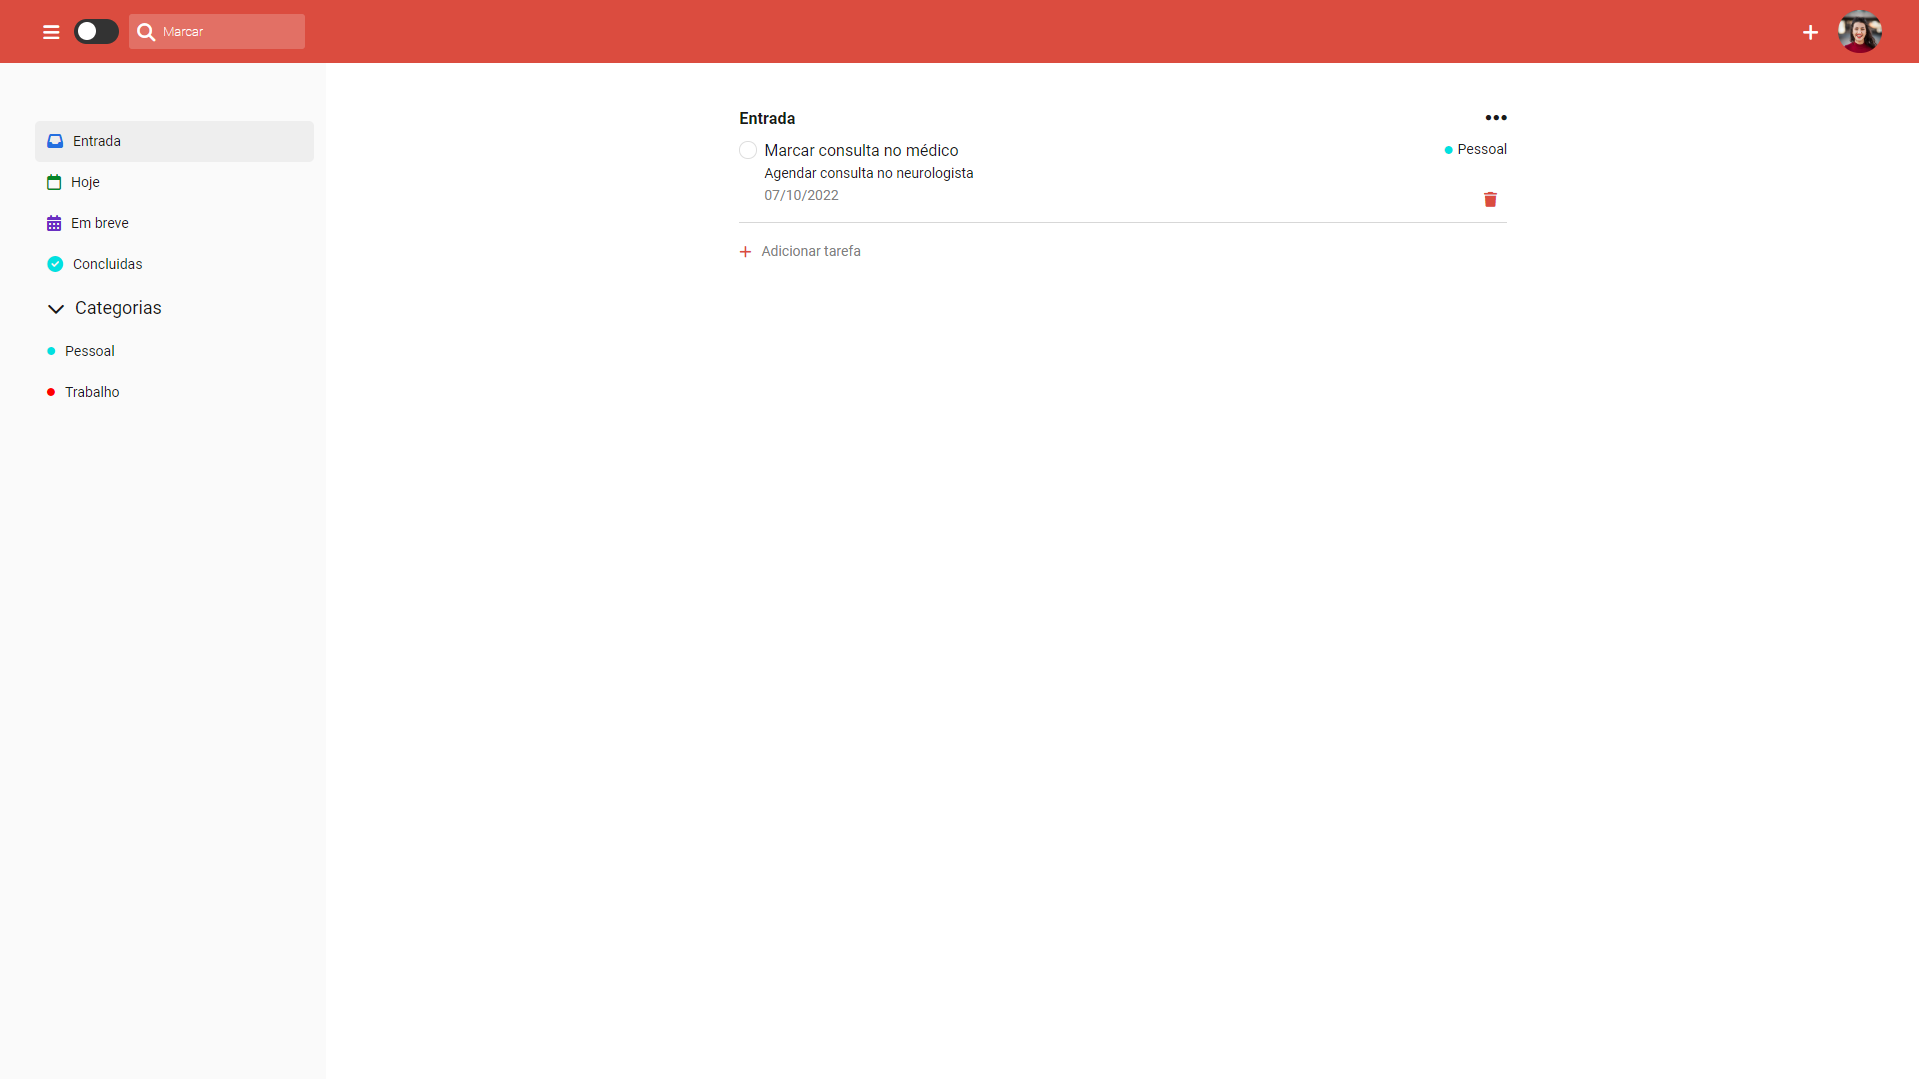 Marcar
Entrada
Hoje
Em breve
Concluidas
Categorias
Pessoal
Trabalho
Entrada
Marcar consulta no médico
Pessoal
Agendar consulta no neurologista
07/10/2022
Adicionar tarefa